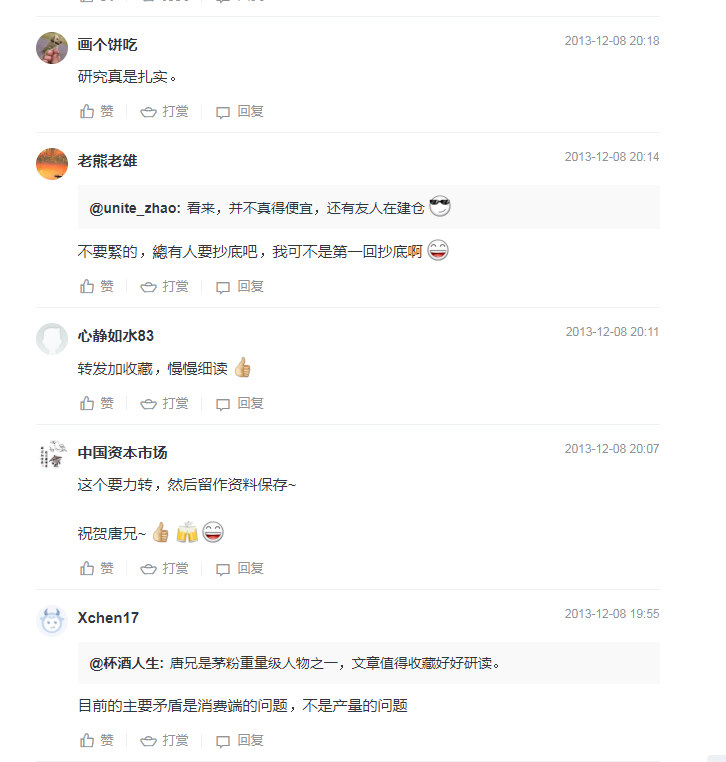 画个饼吃
2013-12-08 20:18
研究真是扎实。
赞 打赏 回复
老熊老雄
2013-12-08 20:14
@unite_zhao: 看来，并不真得便宜，还有友人在建仓
不要緊的，總有人要抄底吧，我可不是第一回抄底啊
赞 打赏 回复
心静如水83
2013-12-08 20:11
转发加收藏，慢慢细读
赞 打赏 回复
中国资本市场
2013-12-08 20:07
这个要力转，然后留作资料保存~
祝贺唐兄~
赞 打赏 回复
Xchen17
2013-12-08 19:55
@杯酒人生: 唐兄是茅粉重量级人物之一，文章值得收藏好好研读。
目前的主要矛盾是消费端的问题，不是产量的问题
赞 打赏 回复